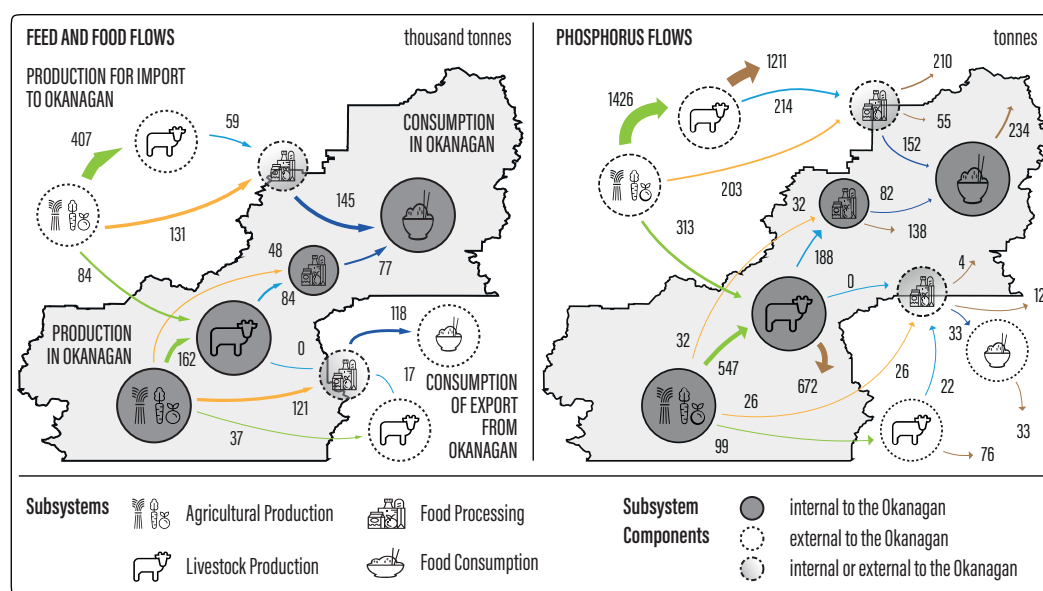 FEED AND FOOD FLOWS
thousand tonnes
PRODUCTION FOR IMPORT
TO OKANAGAN
407
59
CONSUMPTION
IN OKANAGAN
145
131
48
77
84
84
PRODUCTION
IN OKANAGAN
162
0
118
17
121
37
CONSUMPTION
OF EXPORT
FROM
OKANAGAN
PHOSPHORUS FLOWS
tonnes
1211
210
1426
214
55
234
152
203
32
82
313
138
188
0
4
12
32
33
547
672
26
26
22
33
99
76
Subsystems
Agricultural Production
Food Processing
Livestock Production
Food Consumption
Subsystem
Components
internal to the Okanagan
external to the Okanagan
internal or external to the Okanagan